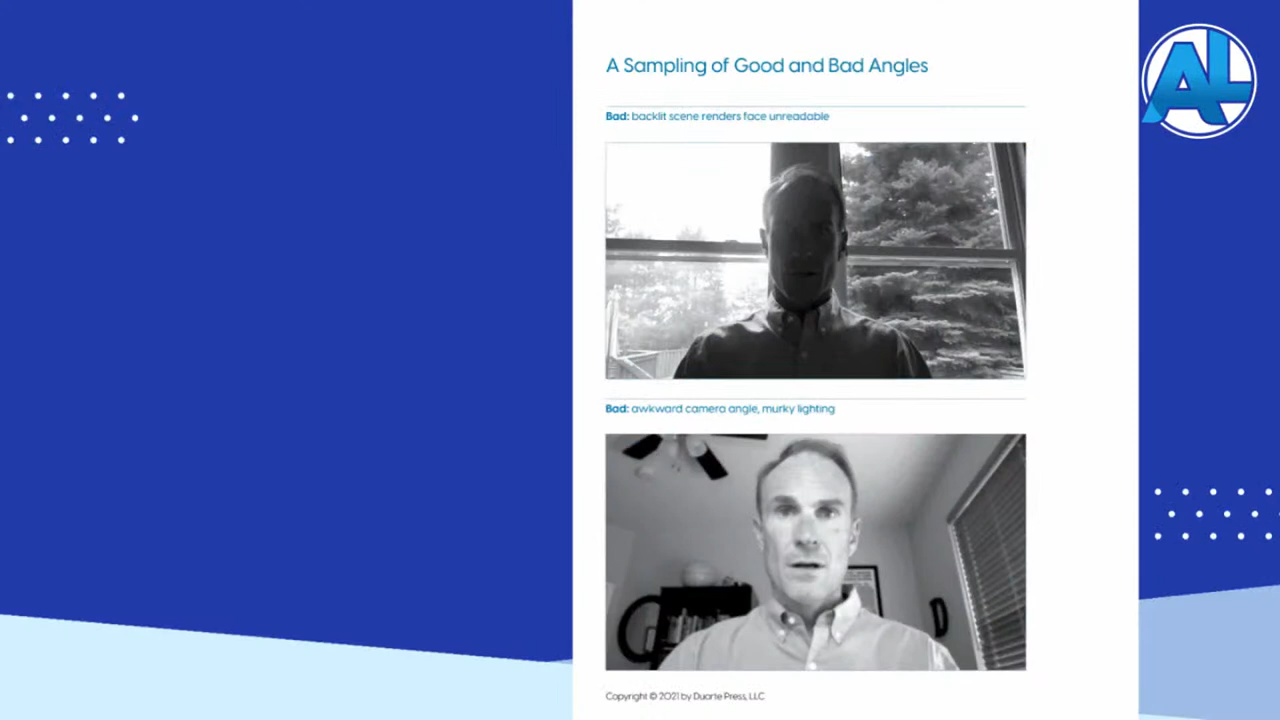 A Sampling of Good and Bad Angles
AL
Bad: backlit scene renders face unreadable
Bad: awkward camera angle, murky lighting
Copyright © 2021 by Duarte Press, LLC